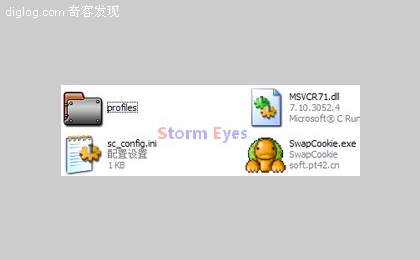 diglog.com 奇客发现
profiles
MSVCR71.dll
7.10.3052.4
Microsoft® C Run
Storm Eyes
sc_config.ini
配置设置
1 KB
SwapCookie.exe
SwapCookie
soft.pt42.cn